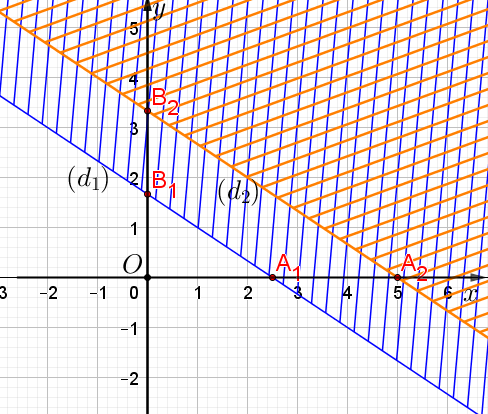 y
5
4
B₂
3
(d₁)
2
B₁
(d₂)
1
O
A₁
A₂
3 -2 -1 0 1 2 3 4 5 6 x
-1
-2